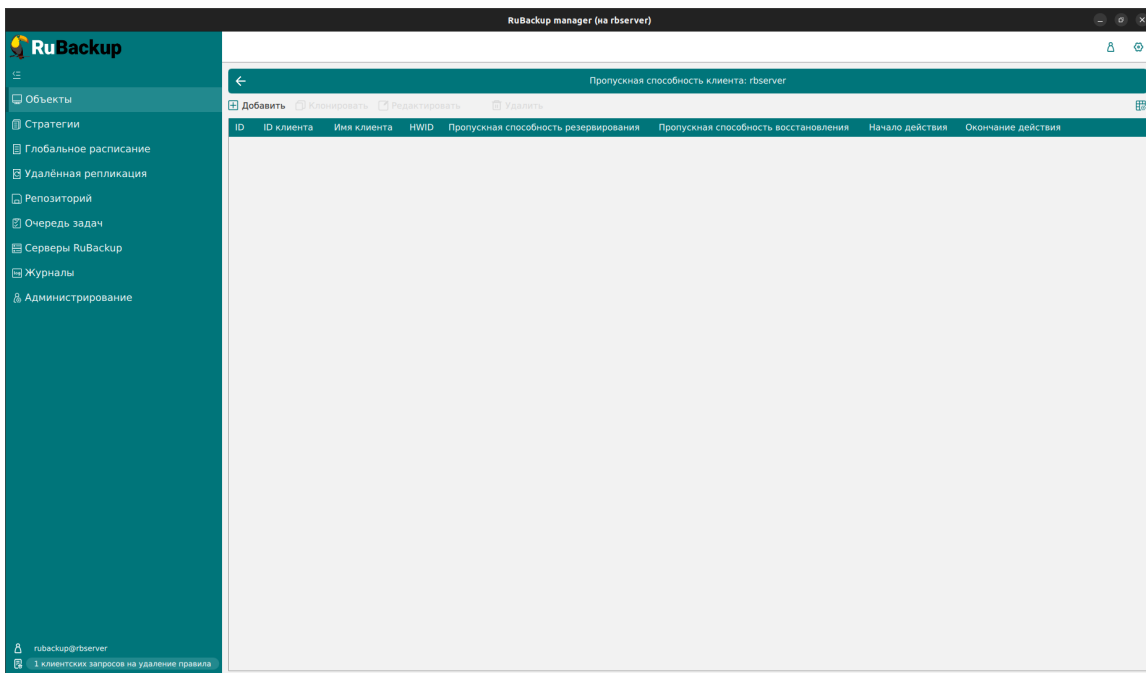 RuBackup manager (на rbserver)
RuBackup
Пропускная способность клиента: rbserver
Объекты
Стратегии
Глобальное расписание
Удалённая репликация
Репозиторий
Очередь задач
Серверы RuBackup
Журналы
Администрирование
Добавить Клонировать Редактировать Удалить
ID ID клиента Имя клиента HWID Пропускная способность резервирования Пропускная способность восстановления Начало действия Окончание действия
rubackup@rbserver
1 клиентских запросов на удаление правила